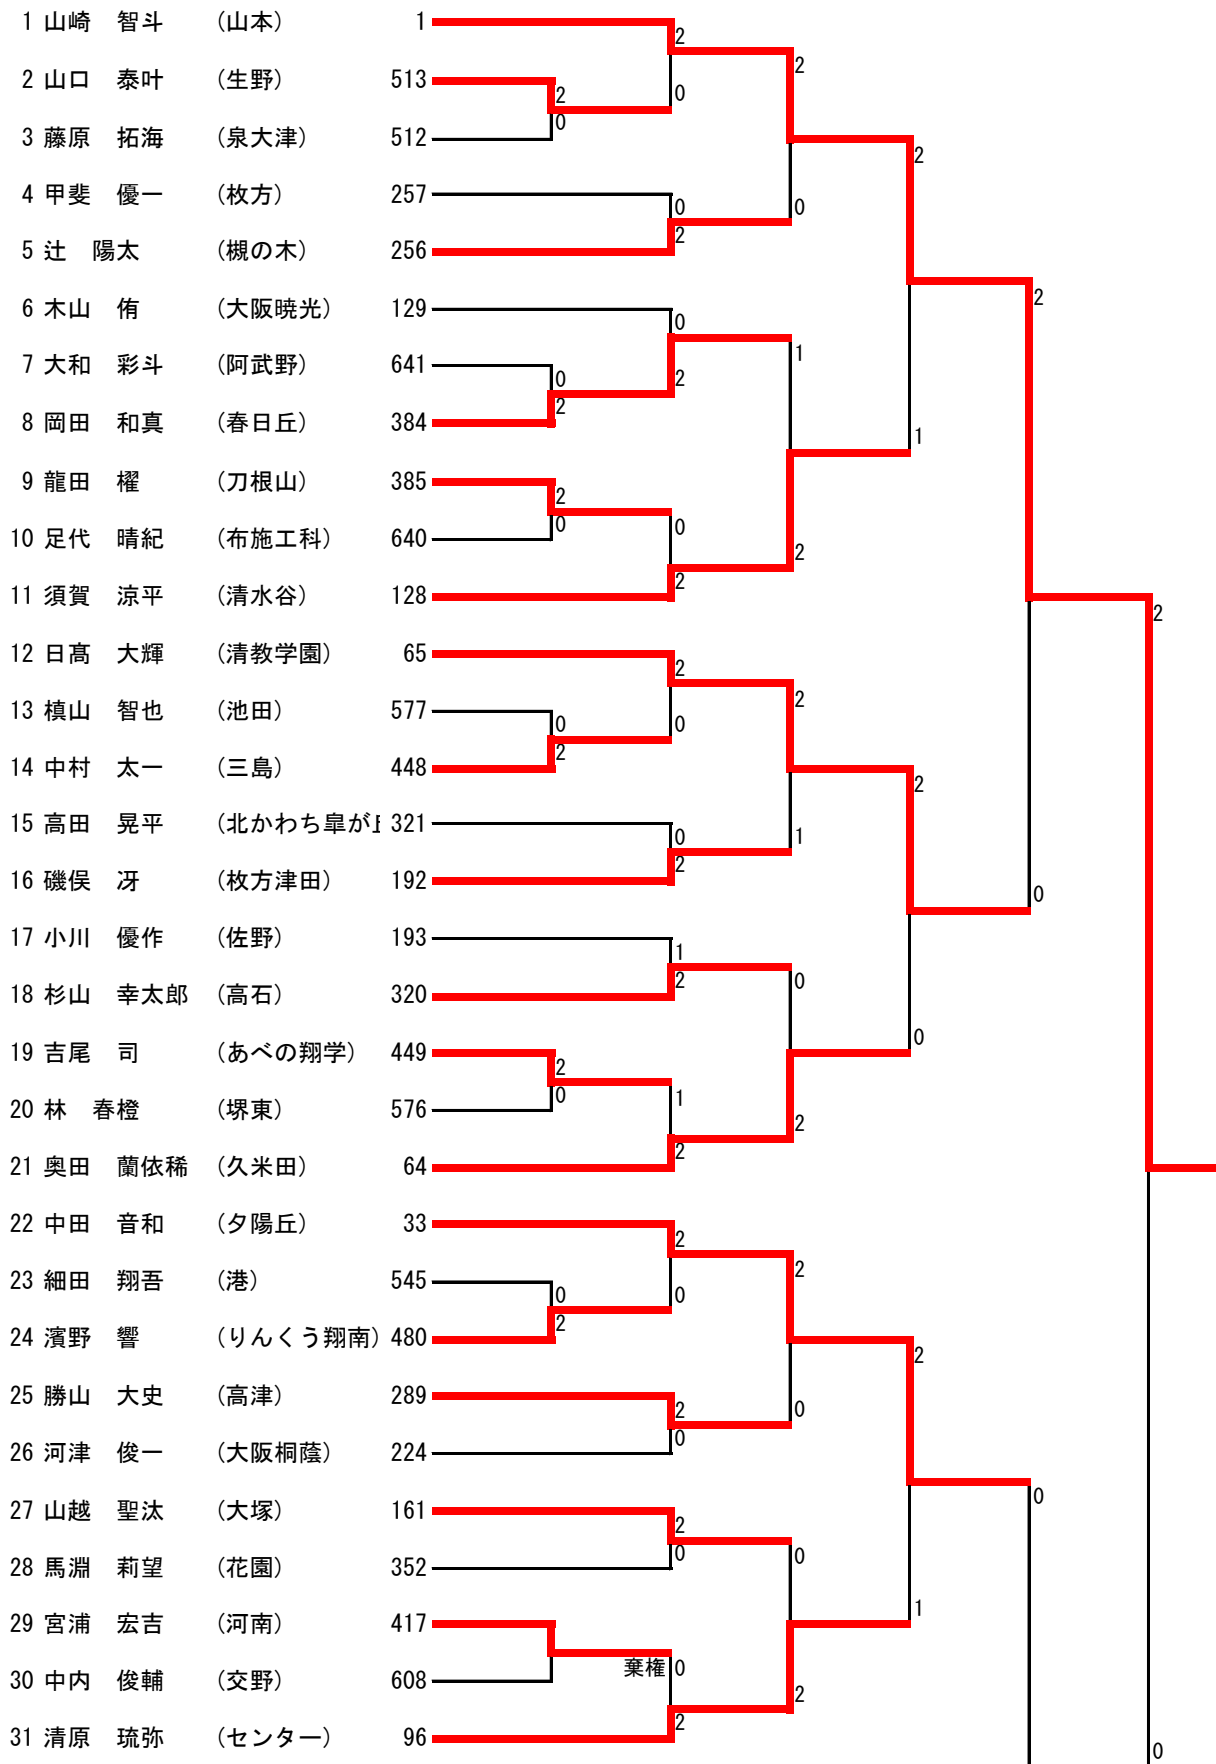 1 山崎 智斗 (山本) 1
2
2
2 山口 泰叶 (生野) 513
2
0
0
3 藤原 拓海 (泉大津) 512
2
4 甲斐 優一 (枚方) 257
0
0
5 辻 陽太 (槻の木) 256
2
2
6 木山 侑 (大阪暁光) 129
0
1
7 大和 彩斗 (阿武野) 641
0
2
2
8 岡田 和真 (春日丘) 384
1
9 龍田 櫂 (刀根山) 385
2
0
0
10 足代 晴紀 (布施工科) 640
2
2
11 須賀 涼平 (清水谷) 128
2
12 日髙 大輝 (清教学園) 65
2
2
13 槙山 智也 (池田) 577
0
0
2
14 中村 太一 (三島) 448
2
15 高田 晃平 (北かわち皐が丘 321
0
1
2
16 磯俣 冴 (枚方津田) 192
0
17 小川 優作 (佐野) 193
1
2
0
18 杉山 幸太郎 (高石) 320
0
19 吉尾 司 (あべの翔学) 449
2
0
1
20 林 春橙 (堺東) 576
2
2
21 奥田 蘭依稀 (久米田) 64
22 中田 音和 (夕陽丘) 33
2
2
23 細田 翔吾 (港) 545
0
0
2
24 濱野 響 (りんくう翔南) 480
2
25 勝山 大史 (高津) 289
2
0
0
26 河津 俊一 (大阪桐蔭) 224
0
27 山越 聖汰 (大塚) 161
2
0
0
28 馬淵 莉望 (花園) 352
1
29 宮浦 宏吉 (河南) 417
棄権 0
30 中内 俊輔 (交野) 608
2
2
31 清原 琉弥 (センター) 96
0